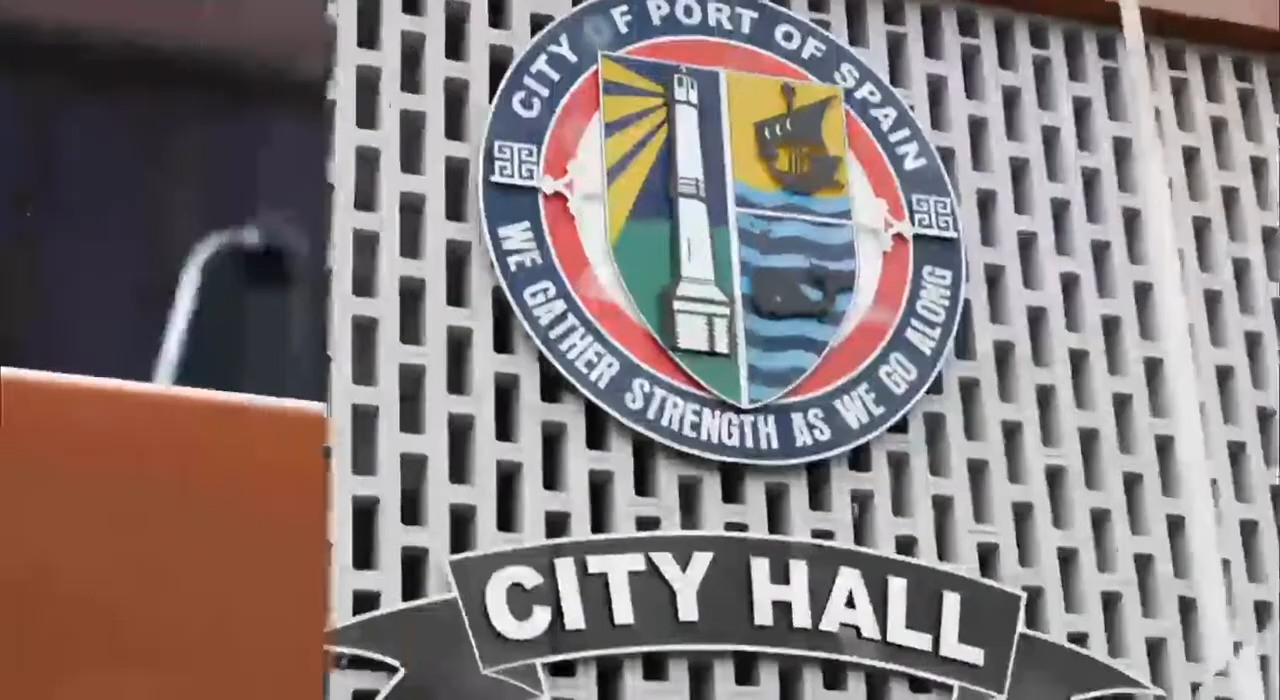 CITY OF PORT OF SPAIN
WE GATHER STRENGTH AS WE GO ALONG
CITY HALL